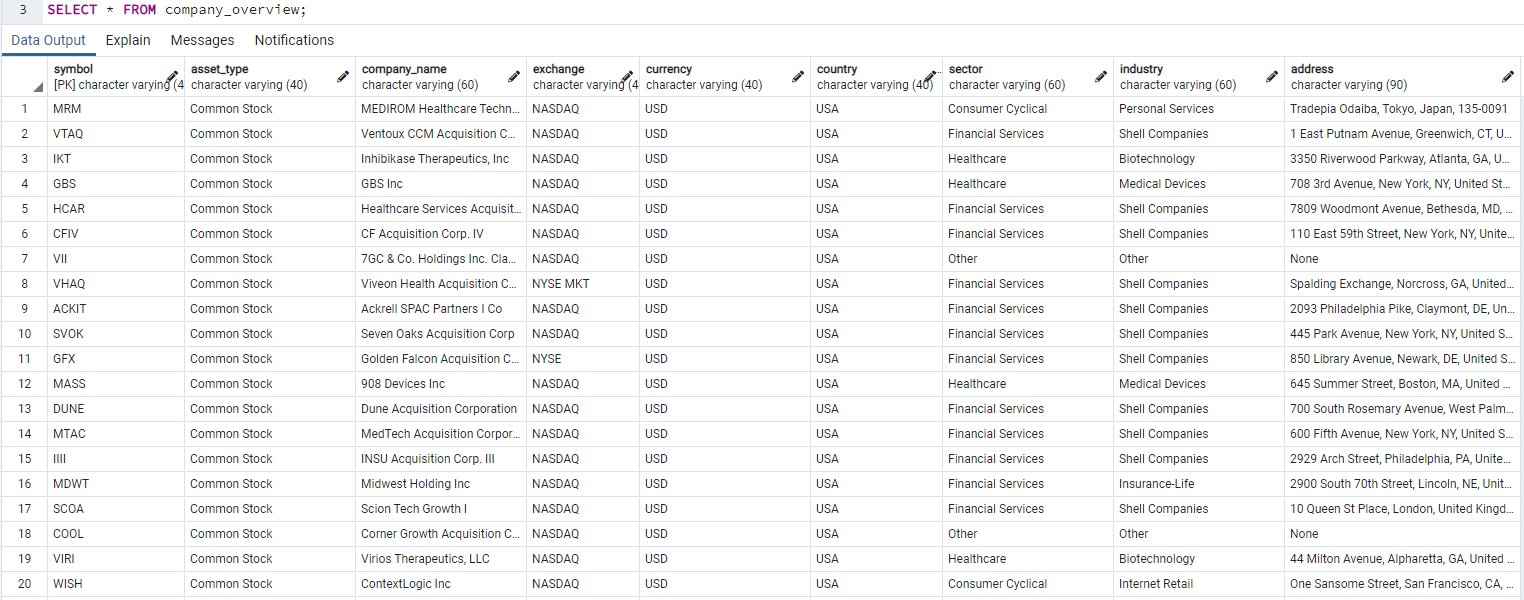 3 SELECT * FROM company_overview;
Data Output Explain Messages Notifications
symbol asset_type company_name exchange currency country sector industry address
[PK] character varying (4 character varying (40) character varying (60) character varying (4 character varying (40) character varying (40) character varying (60) character varying (60) character varying (90)
1 MRM Common Stock MEDIROM Healthcare Techn... NASDAQ USD USA Consumer Cyclical Personal Services Tradepia Odaiba, Tokyo, Japan, 135-0091
2 VTAQ Common Stock Ventoux CCM Acquisition C... NASDAQ USD USA Financial Services Shell Companies 1 East Putnam Avenue, Greenwich, CT, U...
3 IKT Common Stock Inhibikase Therapeutics, Inc NASDAQ USD USA Healthcare Biotechnology 3350 Riverwood Parkway, Atlanta, GA, U...
4 GBS Common Stock GBS Inc NASDAQ USD USA Healthcare Medical Devices 708 3rd Avenue, New York, NY, United St...
5 HCAR Common Stock Healthcare Services Acquisit... NASDAQ USD USA Financial Services Shell Companies 7809 Woodmont Avenue, Bethesda, MD, ...
6 CFIV Common Stock CF Acquisition Corp. IV NASDAQ USD USA Financial Services Shell Companies 110 East 59th Street, New York, NY, Unite...
7 VII Common Stock 7GC & Co. Holdings Inc. Cla... NASDAQ USD USA Other Other None
8 VHAQ Common Stock Viveon Health Acquisition C... NYSE MKT USD USA Financial Services Shell Companies Spalding Exchange, Norcross, GA, United...
9 ACKIT Common Stock Ackrell SPAC Partners I Co NASDAQ USD USA Financial Services Shell Companies 2093 Philadelphia Pike, Claymont, DE, Un...
10 SVOK Common Stock Seven Oaks Acquisition Corp NASDAQ USD USA Financial Services Shell Companies 445 Park Avenue, New York, NY, United S...
11 GFX Common Stock Golden Falcon Acquisition C... NYSE USD USA Financial Services Shell Companies 850 Library Avenue, Newark, DE, United S...
12 MASS Common Stock 908 Devices Inc NASDAQ USD USA Healthcare Medical Devices 645 Summer Street, Boston, MA, United ...
13 DUNE Common Stock Dune Acquisition Corporation NASDAQ USD USA Financial Services Shell Companies 700 South Rosemary Avenue, West Palm...
14 MTAC Common Stock MedTech Acquisition Corpor... NASDAQ USD USA Financial Services Shell Companies 600 Fifth Avenue, New York, NY, United S...
15 IIII Common Stock INSU Acquisition Corp. III NASDAQ USD USA Financial Services Shell Companies 2929 Arch Street, Philadelphia, PA, Unite...
16 MDWT Common Stock Midwest Holding Inc NASDAQ USD USA Financial Services Insurance-Life 2900 South 70th Street, Lincoln, NE, Unit...
17 SCOA Common Stock Scion Tech Growth I NASDAQ USD USA Financial Services Shell Companies 10 Queen St Place, London, United Kingd...
18 COOL Common Stock Corner Growth Acquisition C... NASDAQ USD USA Other Other None
19 VIRI Common Stock Virios Therapeutics, LLC NASDAQ USD USA Healthcare Biotechnology 44 Milton Avenue, Alpharetta, GA, United ...
20 WISH Common Stock ContextLogic Inc NASDAQ USD USA Consumer Cyclical Internet Retail One Sansome Street, San Francisco, CA, ...